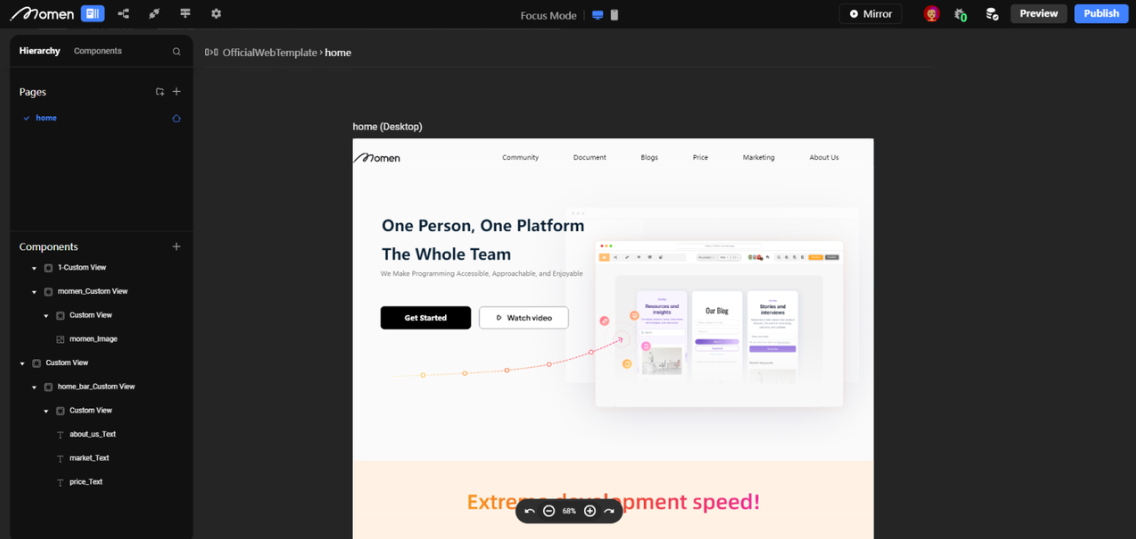 Momen
Focus Mode
Mirror
0
Preview
Publish
Hierarchy
Components
OfficialWebTemplate › home
Pages
home
home (Desktop)
Momen
Community
Document
Blogs
Price
Marketing
About Us
One Person, One Platform
The Whole Team
We Make Programming Accessible, Approachable, and Enjoyable
Get Started
Watch video
Resources and
insights
Our Blog
Stories and
interviews
Components
1-Custom View
momen_Custom View
Custom View
momen_Image
Custom View
home_bar_Custom View
Custom View
about_us_Text
market_Text
price_Text
Extreme development speed!
68%